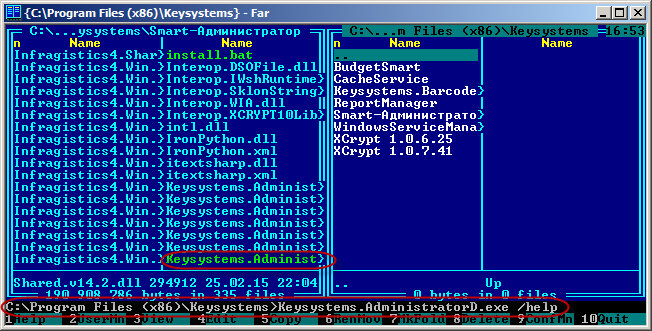 {C:\Program Files (x86)\Keysystems} - Far
C:\...ysystems\Smart-Администратор
n Name Name
Infragistics4.Shar}install.bat
Infragistics4.Win.}Interop.DSOFile.dll
Infragistics4.Win.}Interop.IWshRuntime}
Infragistics4.Win.}Interop.SklonString}
Infragistics4.Win.}Interop.WIA.dll
Infragistics4.Win.}Interop.XCRYPT10Lib}
Infragistics4.Win.}intl.dll
Infragistics4.Win.}IronPython.dll
Infragistics4.Win.}IronPython.xml
Infragistics4.Win.}itextsharp.dll
Infragistics4.Win.}itextsharp.xml
Infragistics4.Win.}Keysystems.Administ}
Infragistics4.Win.}Keysystems.Administ}
Infragistics4.Win.}Keysystems.Administ}
Infragistics4.Win.}Keysystems.Administ}
Infragistics4.Win.}Keysystems.Administ}
Infragistics4.Win.}Keysystems.Administ}
Infragistics4.Win.}Keysystems.Administ}
Shared.v14.2.dll 294912 25.02.15 22:04
190 908 286 bytes in 335 files
C:\...m Files (x86)\Keysystems 16:53
n Name Name
..
BudgetSmart
CacheService
Keysystems.Barcode}
ReportManager
Smart-Администрато}
WindowsServiceMana}
XCrypt 1.0.6.25
XCrypt 1.0.7.41
.. Up
0 bytes in 0 files
C:\Program Files (x86)\Keysystems>Keysystems.AdministratorD.exe /help
1Help 2UserMn 3View 4Edit 5Copy 6RenMov 7MkFold 8Delete 9ConfMn 10Quit